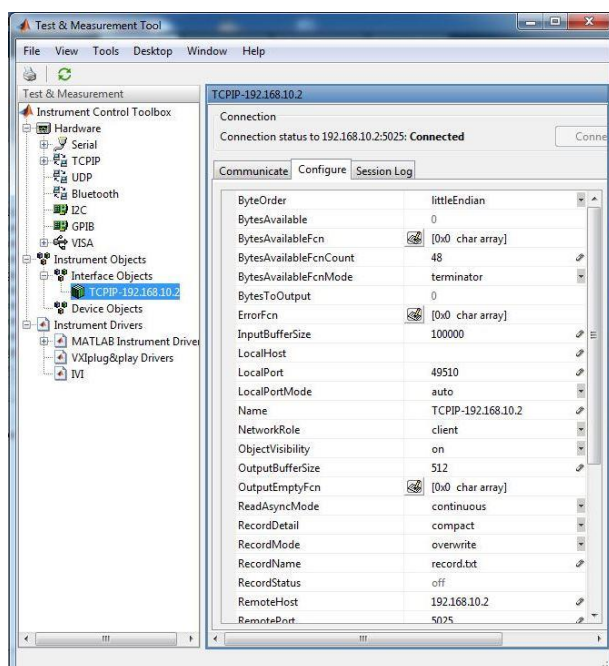 Test & Measurement Tool
File View Tools Desktop Window Help
Test & Measurement
Instrument Control Toolbox
Hardware
Serial
TCPIP
UDP
Bluetooth
I2C
GPIB
VISA
Instrument Objects
Interface Objects
TCPIP-192.168.10.2
Device Objects
Instrument Drivers
MATLAB Instrument Driver
VXIplug&play Drivers
IVI
TCPIP-192.168.10.2
Connection
Connection status to 192.168.10.2:5025: Connected Conne
Communicate Configure Session Log
ByteOrder littleEndian
BytesAvailable 0
BytesAvailableFcn [0x0 char array]
BytesAvailableFcnCount 48
BytesAvailableFcnMode terminator
BytesToOutput 0
ErrorFcn [0x0 char array]
InputBufferSize 100000
LocalHost
LocalPort 49510
LocalPortMode auto
Name TCPIP-192.168.10.2
NetworkRole client
ObjectVisibility on
OutputBufferSize 512
OutputEmptyFcn [0x0 char array]
ReadAsyncMode continuous
RecordDetail compact
RecordMode overwrite
RecordName record.txt
RecordStatus off
RemoteHost 192.168.10.2
RemotePort 5025